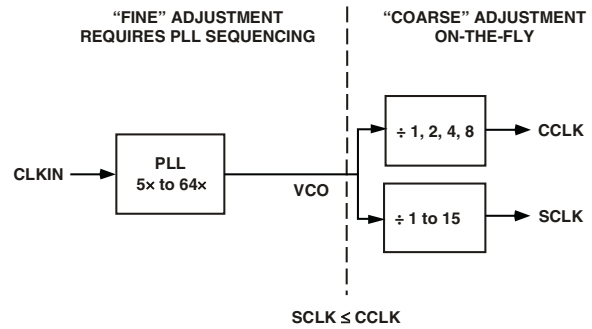 “FINE” ADJUSTMENT
REQUIRES PLL SEQUENCING
“COARSE” ADJUSTMENT
ON-THE-FLY
CLKIN
PLL
5× to 64×
VCO
÷ 1, 2, 4, 8
CCLK
÷ 1 to 15
SCLK
SCLK ≤ CCLK